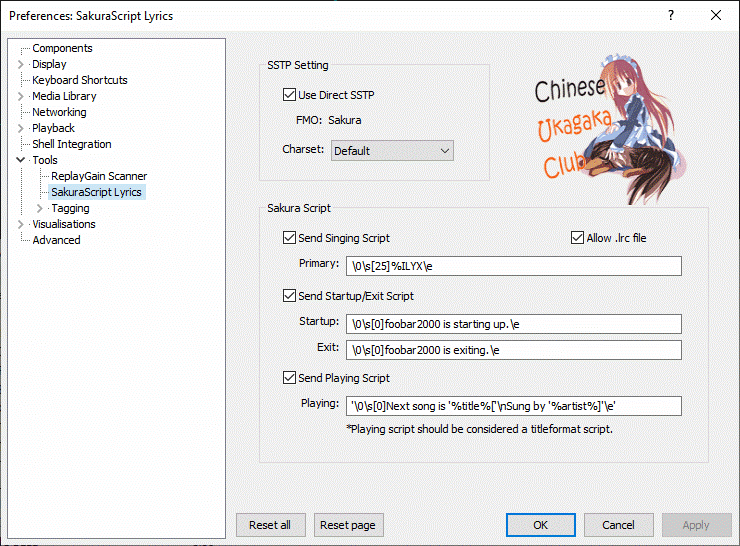 Preferences: SakuraScript Lyrics
?
Components
Display
Keyboard Shortcuts
Media Library
Networking
Playback
Shell Integration
Tools
ReplayGain Scanner
SakuraScript Lyrics
Tagging
Visualisations
Advanced
SSTP Setting
Use Direct SSTP
FMO: Sakura
Charset: Default
Chinese
Ukagaka
Club
Sakura Script
Send Singing Script Allow .lrc file
Primary: \0\s[25]%ILYX\e
Send Startup/Exit Script
Startup: \0\s[0]foobar2000 is starting up.\e
Exit: \0\s[0]foobar2000 is exiting.\e
Send Playing Script
Playing: '\0\s[0]Next song is '%title%['\nSung by '%artist%]'\e'
*Playing script should be considered a titleformat script.
Reset all Reset page OK Cancel Apply